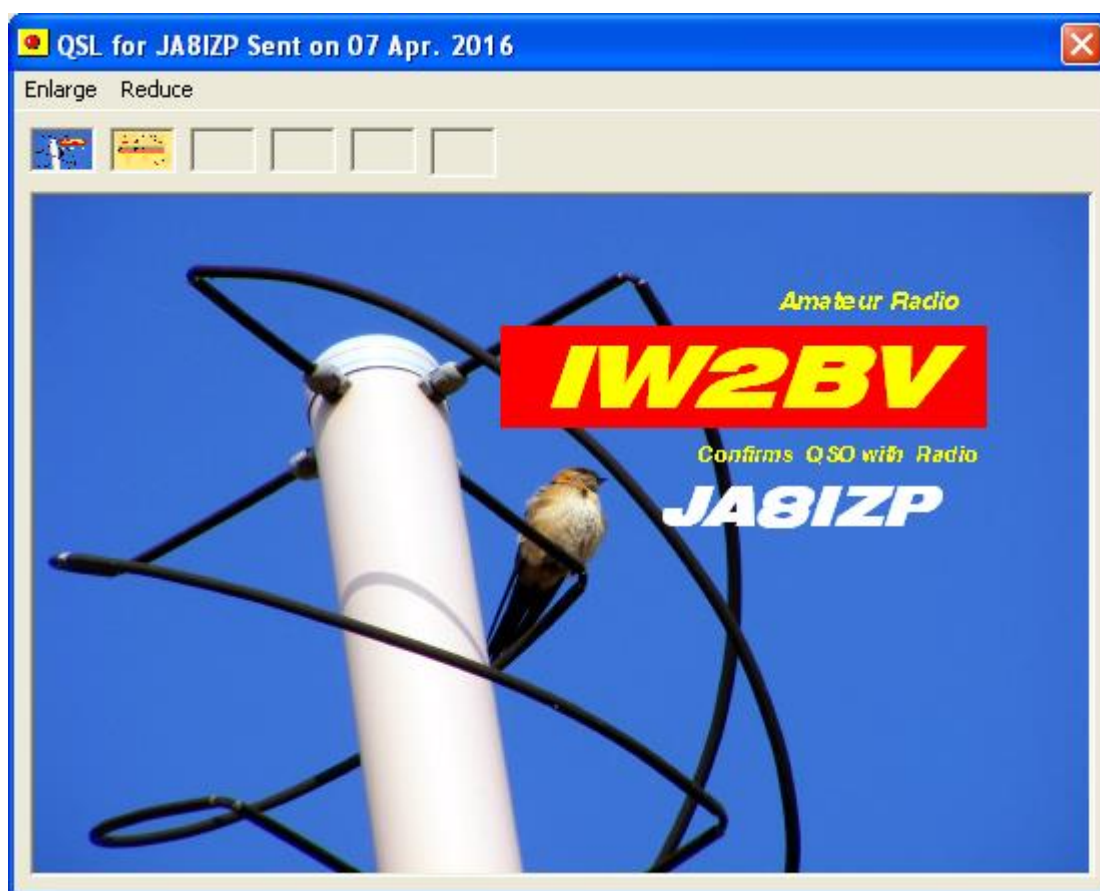 QSL for JA8IZP Sent on 07 Apr. 2016
Enlarge Reduce
Amateur Radio
IW2BV
Confirms QSO with Radio
JA8IZP